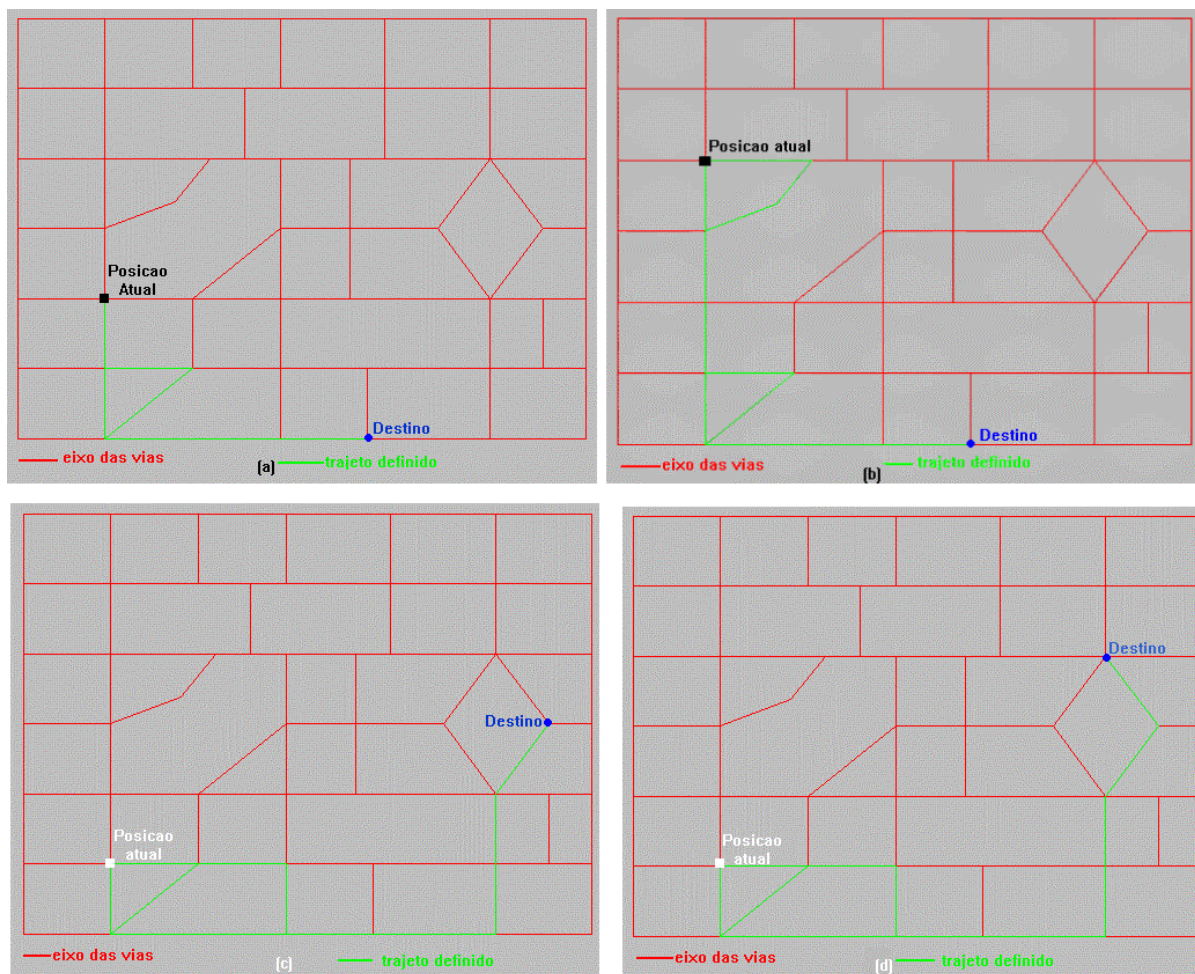 Posicao
Atual
Destino
eixo das vias
(a)
trajeto definido
Posicao atual
Destino
eixo das vias
(b)
trajeto definido
Destino
Posicao
atual
eixo das vias
(c)
trajeto definido
Destino
Posicao
atual
eixo das vias
(d)
trajeto definido